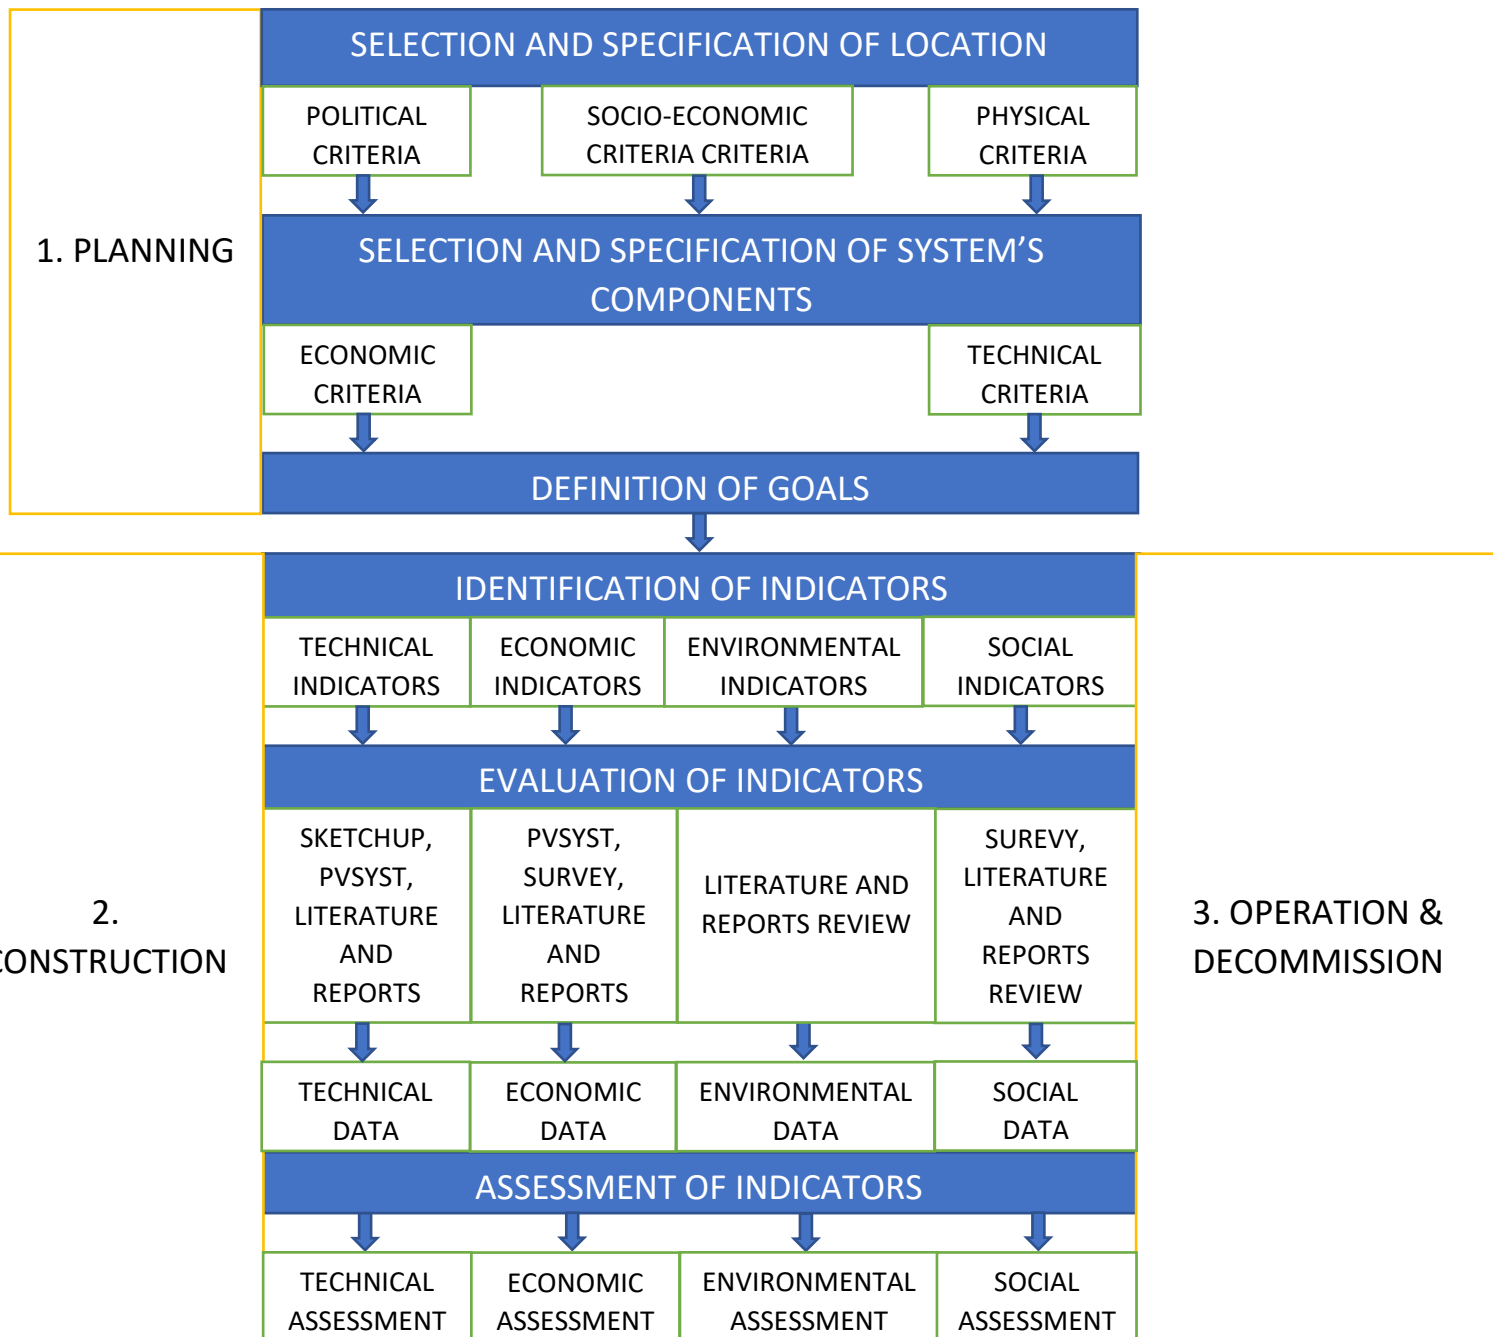 SELECTION AND SPECIFICATION OF LOCATION
POLITICAL
CRITERIA
SOCIO-ECONOMIC
CRITERIA CRITERIA
PHYSICAL
CRITERIA
1. PLANNING
SELECTION AND SPECIFICATION OF SYSTEM’S
COMPONENTS
ECONOMIC
CRITERIA
TECHNICAL
CRITERIA
DEFINITION OF GOALS
IDENTIFICATION OF INDICATORS
TECHNICAL
INDICATORS
ECONOMIC
INDICATORS
ENVIRONMENTAL
INDICATORS
SOCIAL
INDICATORS
EVALUATION OF INDICATORS
SKETCHUP,
PVSYST,
LITERATURE
AND
REPORTS
PVSYST,
SURVEY,
LITERATURE
AND
REPORTS
LITERATURE AND
REPORTS REVIEW
SUREVY,
LITERATURE
AND
REPORTS
REVIEW
2.
CONSTRUCTION
3. OPERATION &
DECOMMISSION
TECHNICAL
DATA
ECONOMIC
DATA
ENVIRONMENTAL
DATA
SOCIAL
DATA
ASSESSMENT OF INDICATORS
TECHNICAL
ASSESSMENT
ECONOMIC
ASSESSMENT
ENVIRONMENTAL
ASSESSMENT
SOCIAL
ASSESSMENT